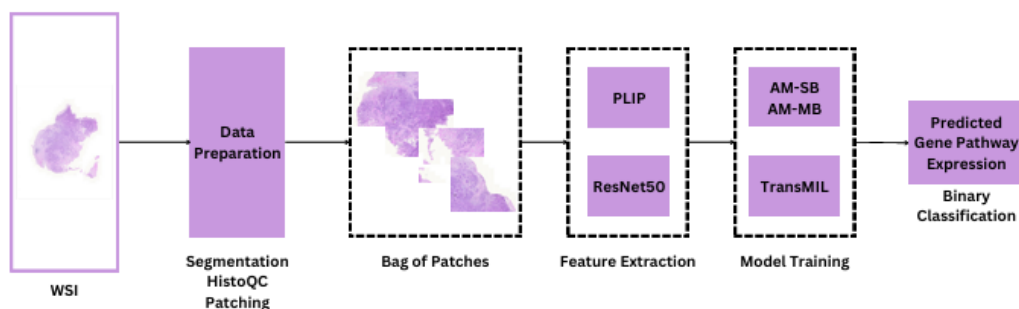 WSI
Data
Preparation
Segmentation
HistoQC
Patching
Bag of Patches
PLIP
ResNet50
Feature Extraction
AM-SB
AM-MB
TransMIL
Model Training
Predicted
Gene Pathway
Expression
Binary
Classification